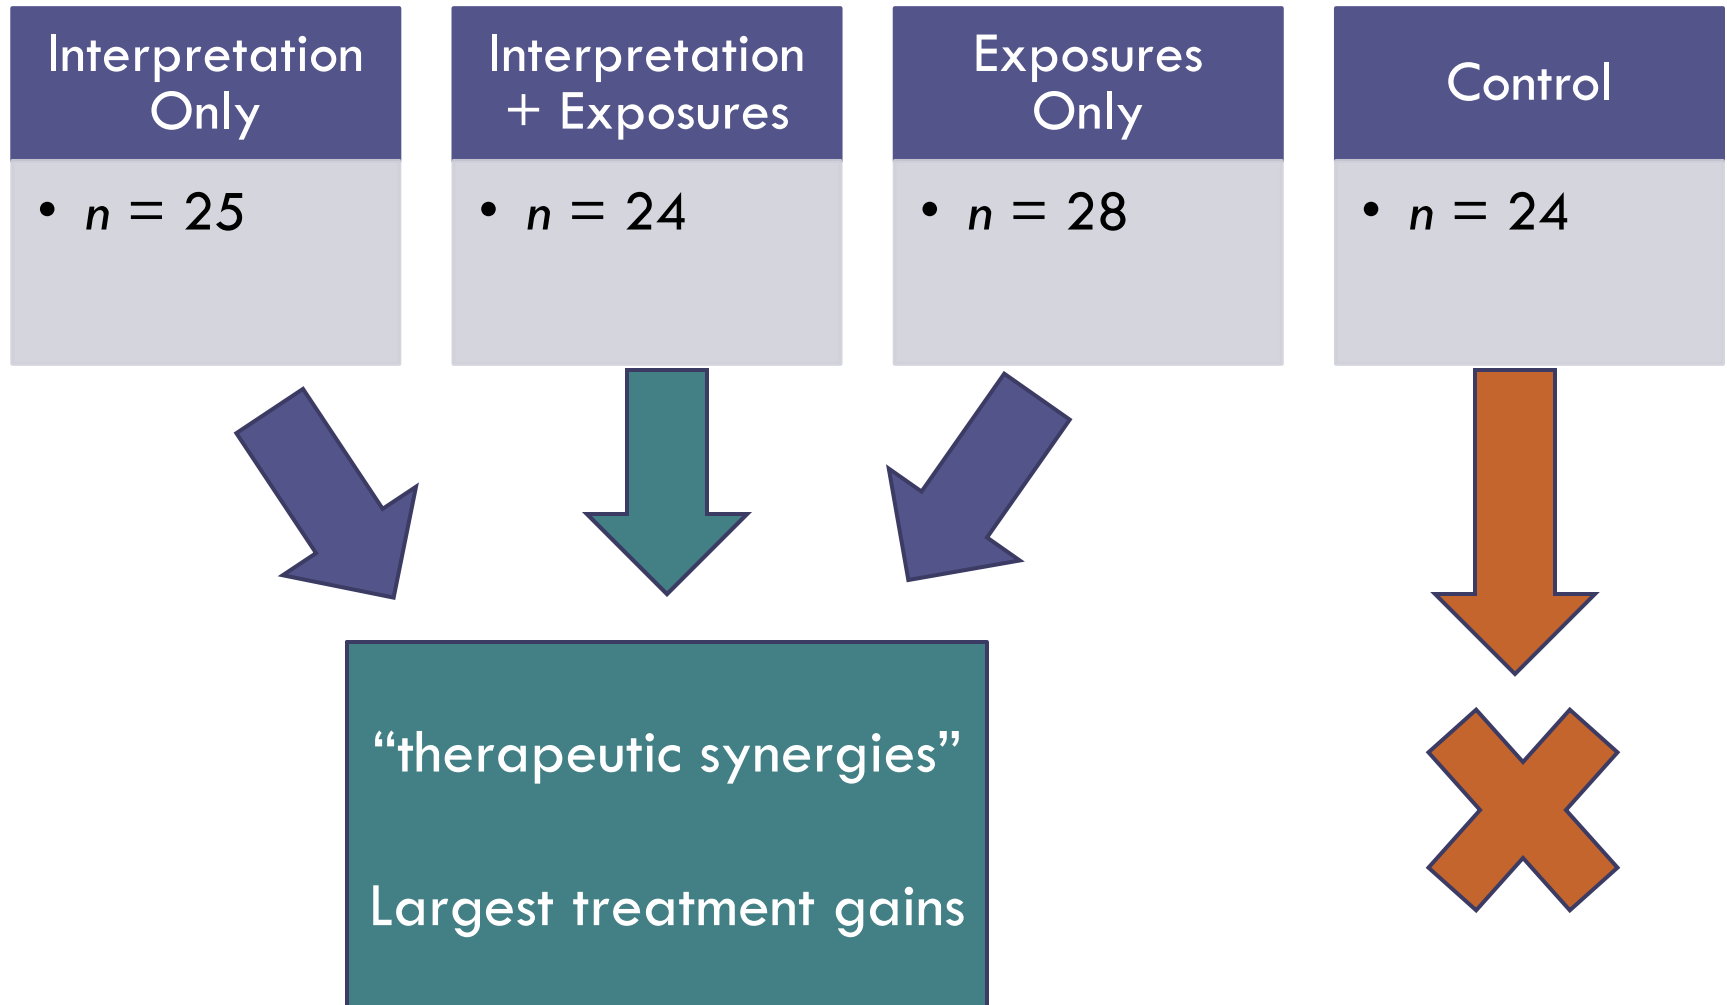 Interpretation
Only
• n = 25
Interpretation
+ Exposures
• n = 24
Exposures
Only
• n = 28
Control
• n = 24
“therapeutic synergies”
Largest treatment gains